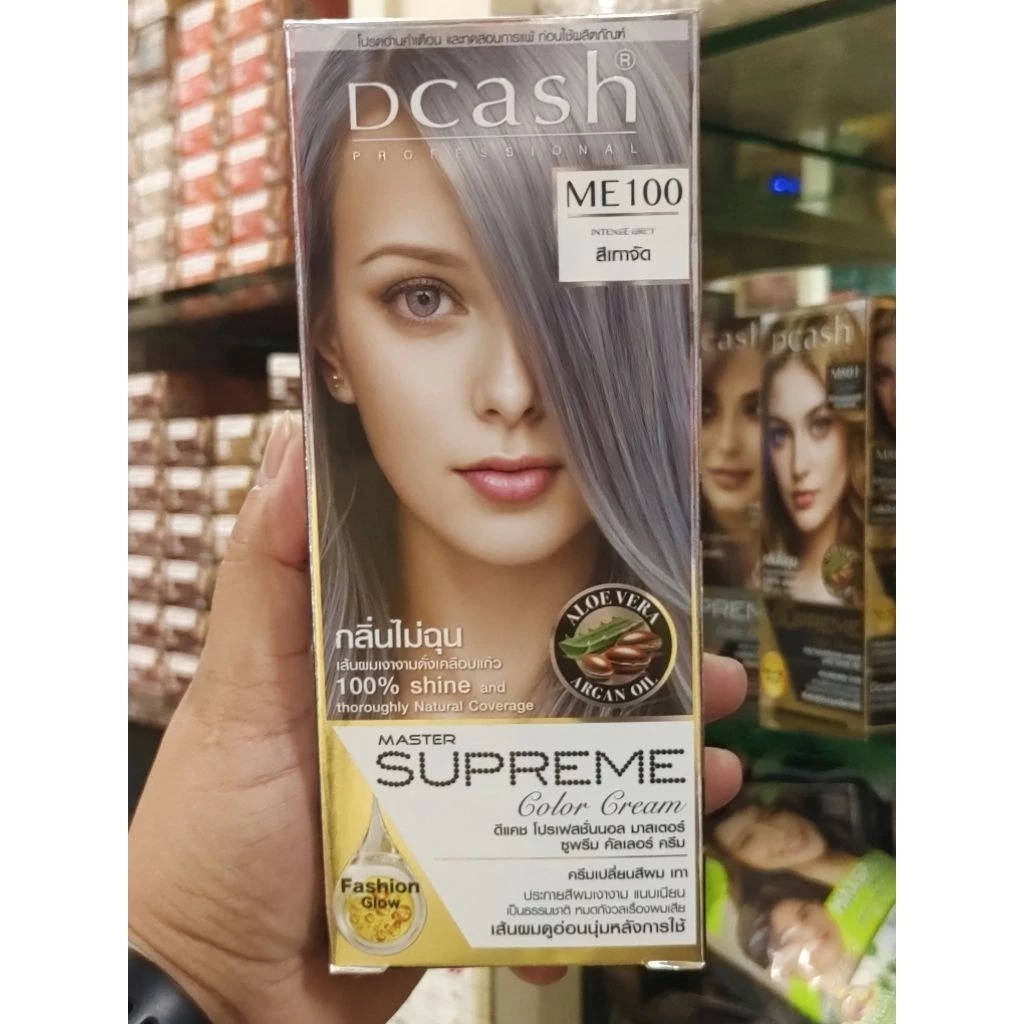 โปรดอ่านคำเตือน และทดสอบการแพ้ ก่อนใช้ผลิตภัณฑ์
Dcash®
PROFESSIONAL
ME100
INTENSE GREY
สีเทาจัด
กลิ่นไม่ฉุน
เส้นผมเงางามดั่งเคลือบแก้ว
100% shine and
thoroughly Natural Coverage
ALOE VERA
ARGAN OIL
MASTER
SUPREME
Color Cream
ดีแคช โปรเฟสชั่นนอล มาสเตอร์
ซูพรีม คัลเลอร์ ครีม
ครีมเปลี่ยนสีผม เทา
ประกายสีผมเงางาม แนบเนียน
เป็นธรรมชาติ หมดกังวลเรื่องผมเสีย
เส้นผมดูอ่อนนุ่มหลังการใช้
Fashion
Glow
cash
Dcash
M801
SUPREME